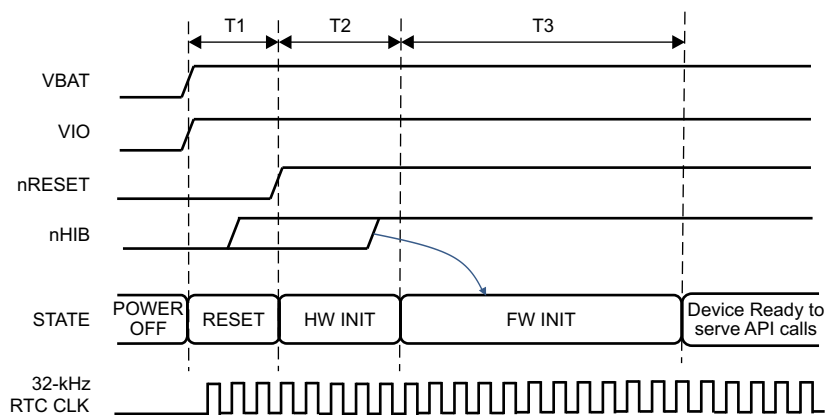 T1 T2 T3
VBAT
VIO
nRESET
nHIB
STATE
POWER
OFF
RESET
HW INIT
FW INIT
Device Ready to
serve API calls
32-kHz
RTC CLK